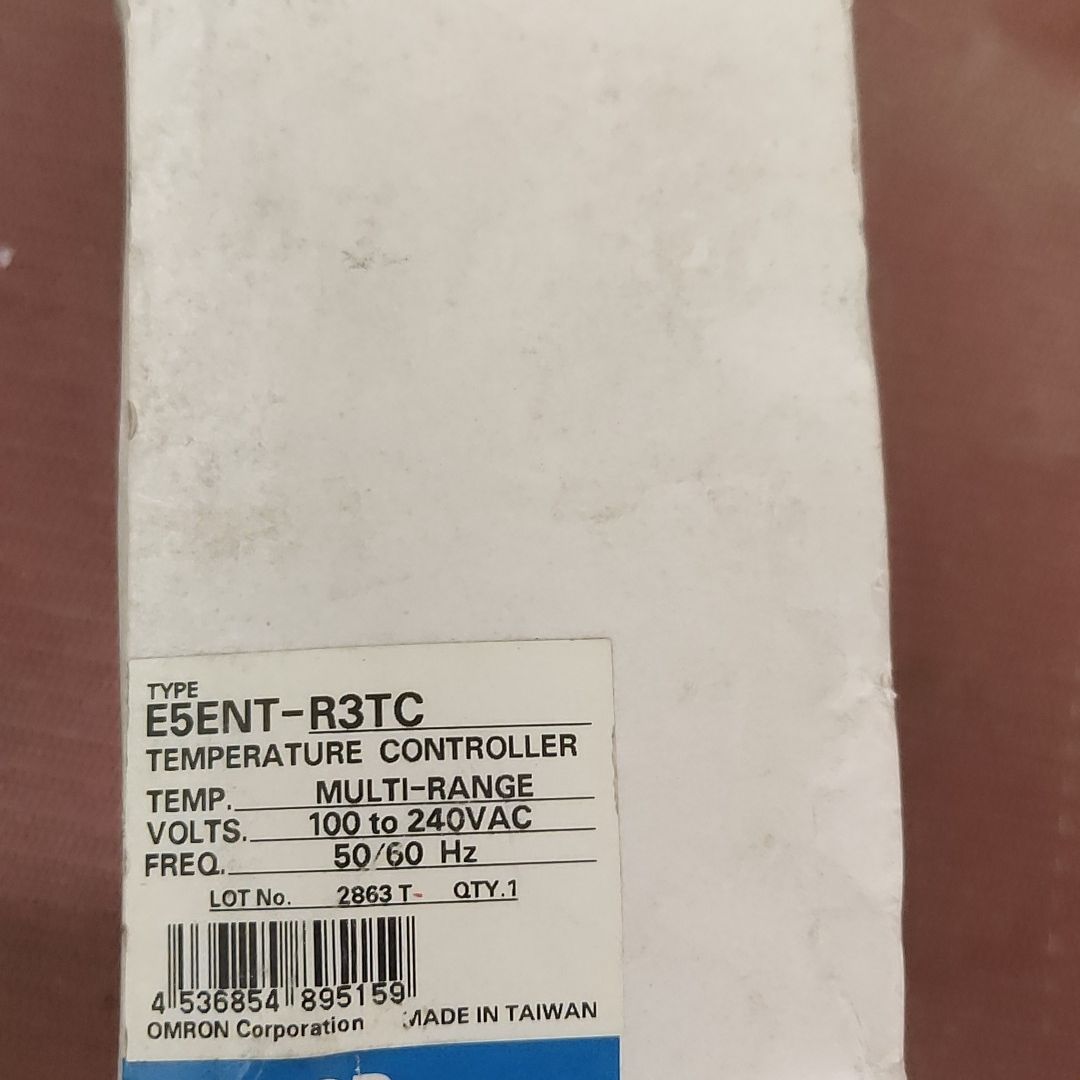 TYPE
E5ENT-R3TC
TEMPERATURE CONTROLLER
TEMP. MULTI-RANGE
VOLTS. 100 to 240VAC
FREQ. 50/60 Hz
LOT No. 2863 T- QTY.1
4 536854 895159
OMRON Corporation MADE IN TAIWAN